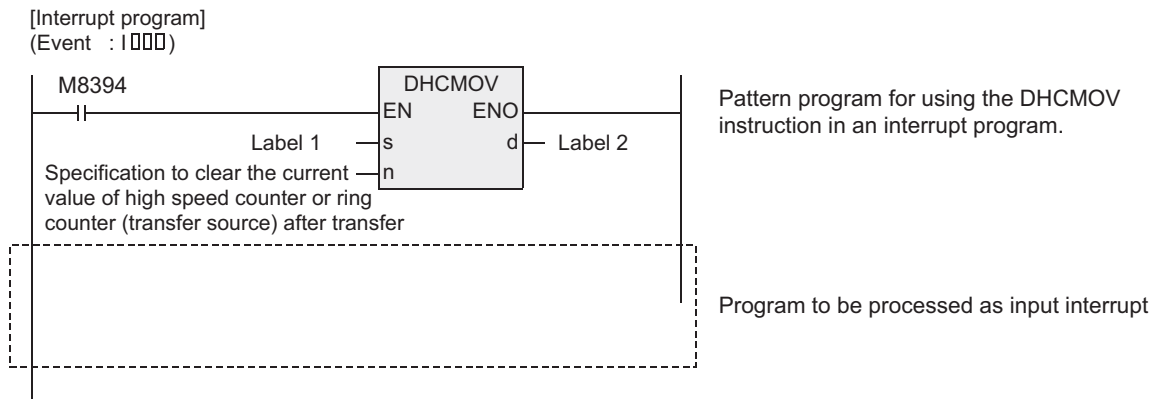 [Interrupt program]
(Event : I▯▯▯)
M8394
DHCMOV
EN ENO
Label 1 s d Label 2
Specification to clear the current n
value of high speed counter or ring
counter (transfer source) after transfer
Pattern program for using the DHCMOV
instruction in an interrupt program.
Program to be processed as input interrupt